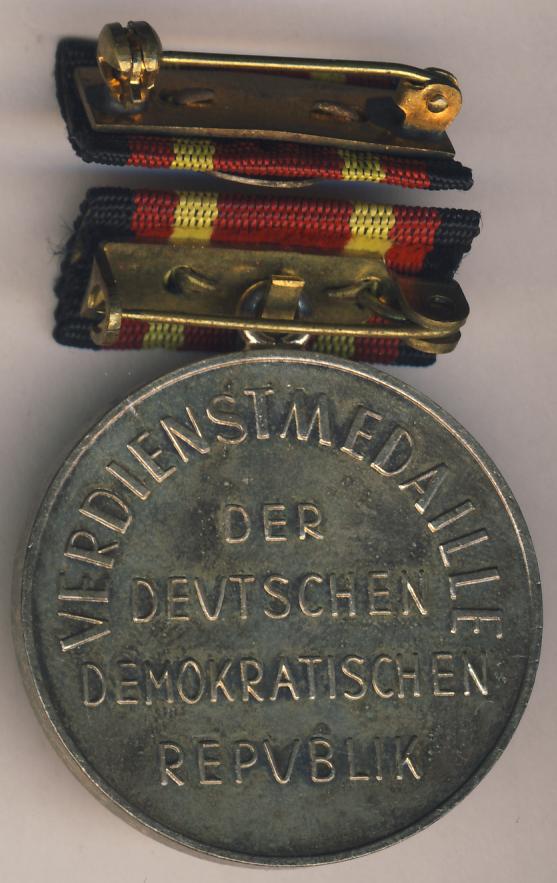 VERDIENSTMEDAILLE
DER
DEVTSCHEN
DEMOKRATISCHEN
REPVBLIK